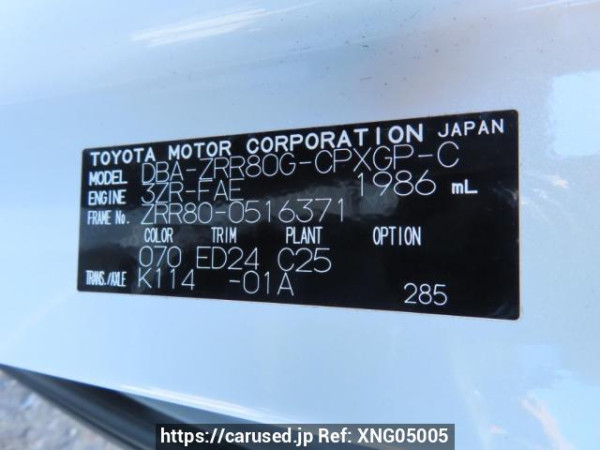 TOYOTA MOTOR CORPORATION JAPAN
MODEL DBA-ZRR80G-CPXGP-C
ENGINE 3ZR-FAE 1986 mL
FRAME No. ZRR80-0516371
COLOR TRIM PLANT OPTION
070 ED24 C25
TRANS./AXLE K114 -01A
285
https://carused.jp Ref: XNG05005